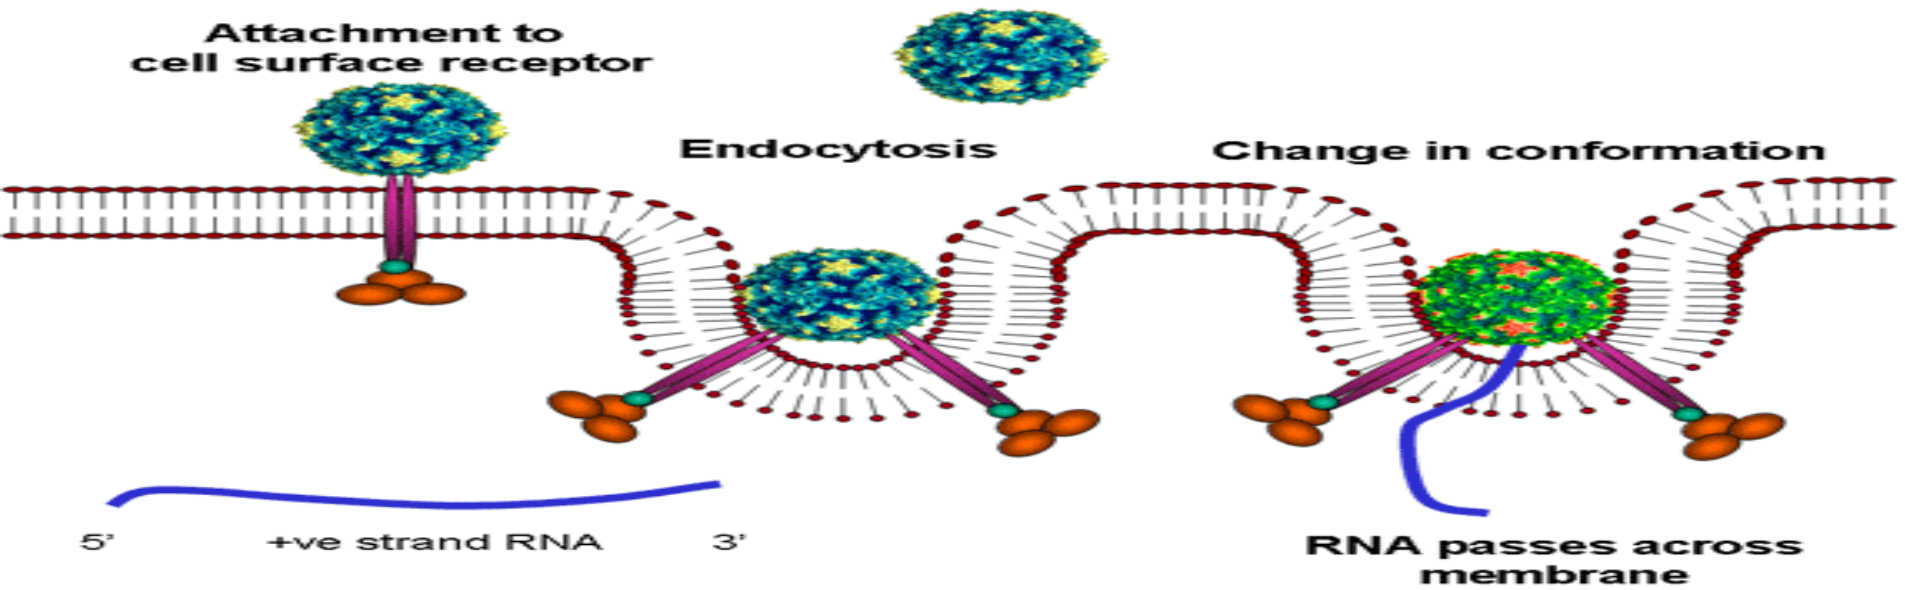 Attachment to
cell surface receptor
Endocytosis
Change in conformation
5’ +ve strand RNA 3’
RNA passes across
membrane